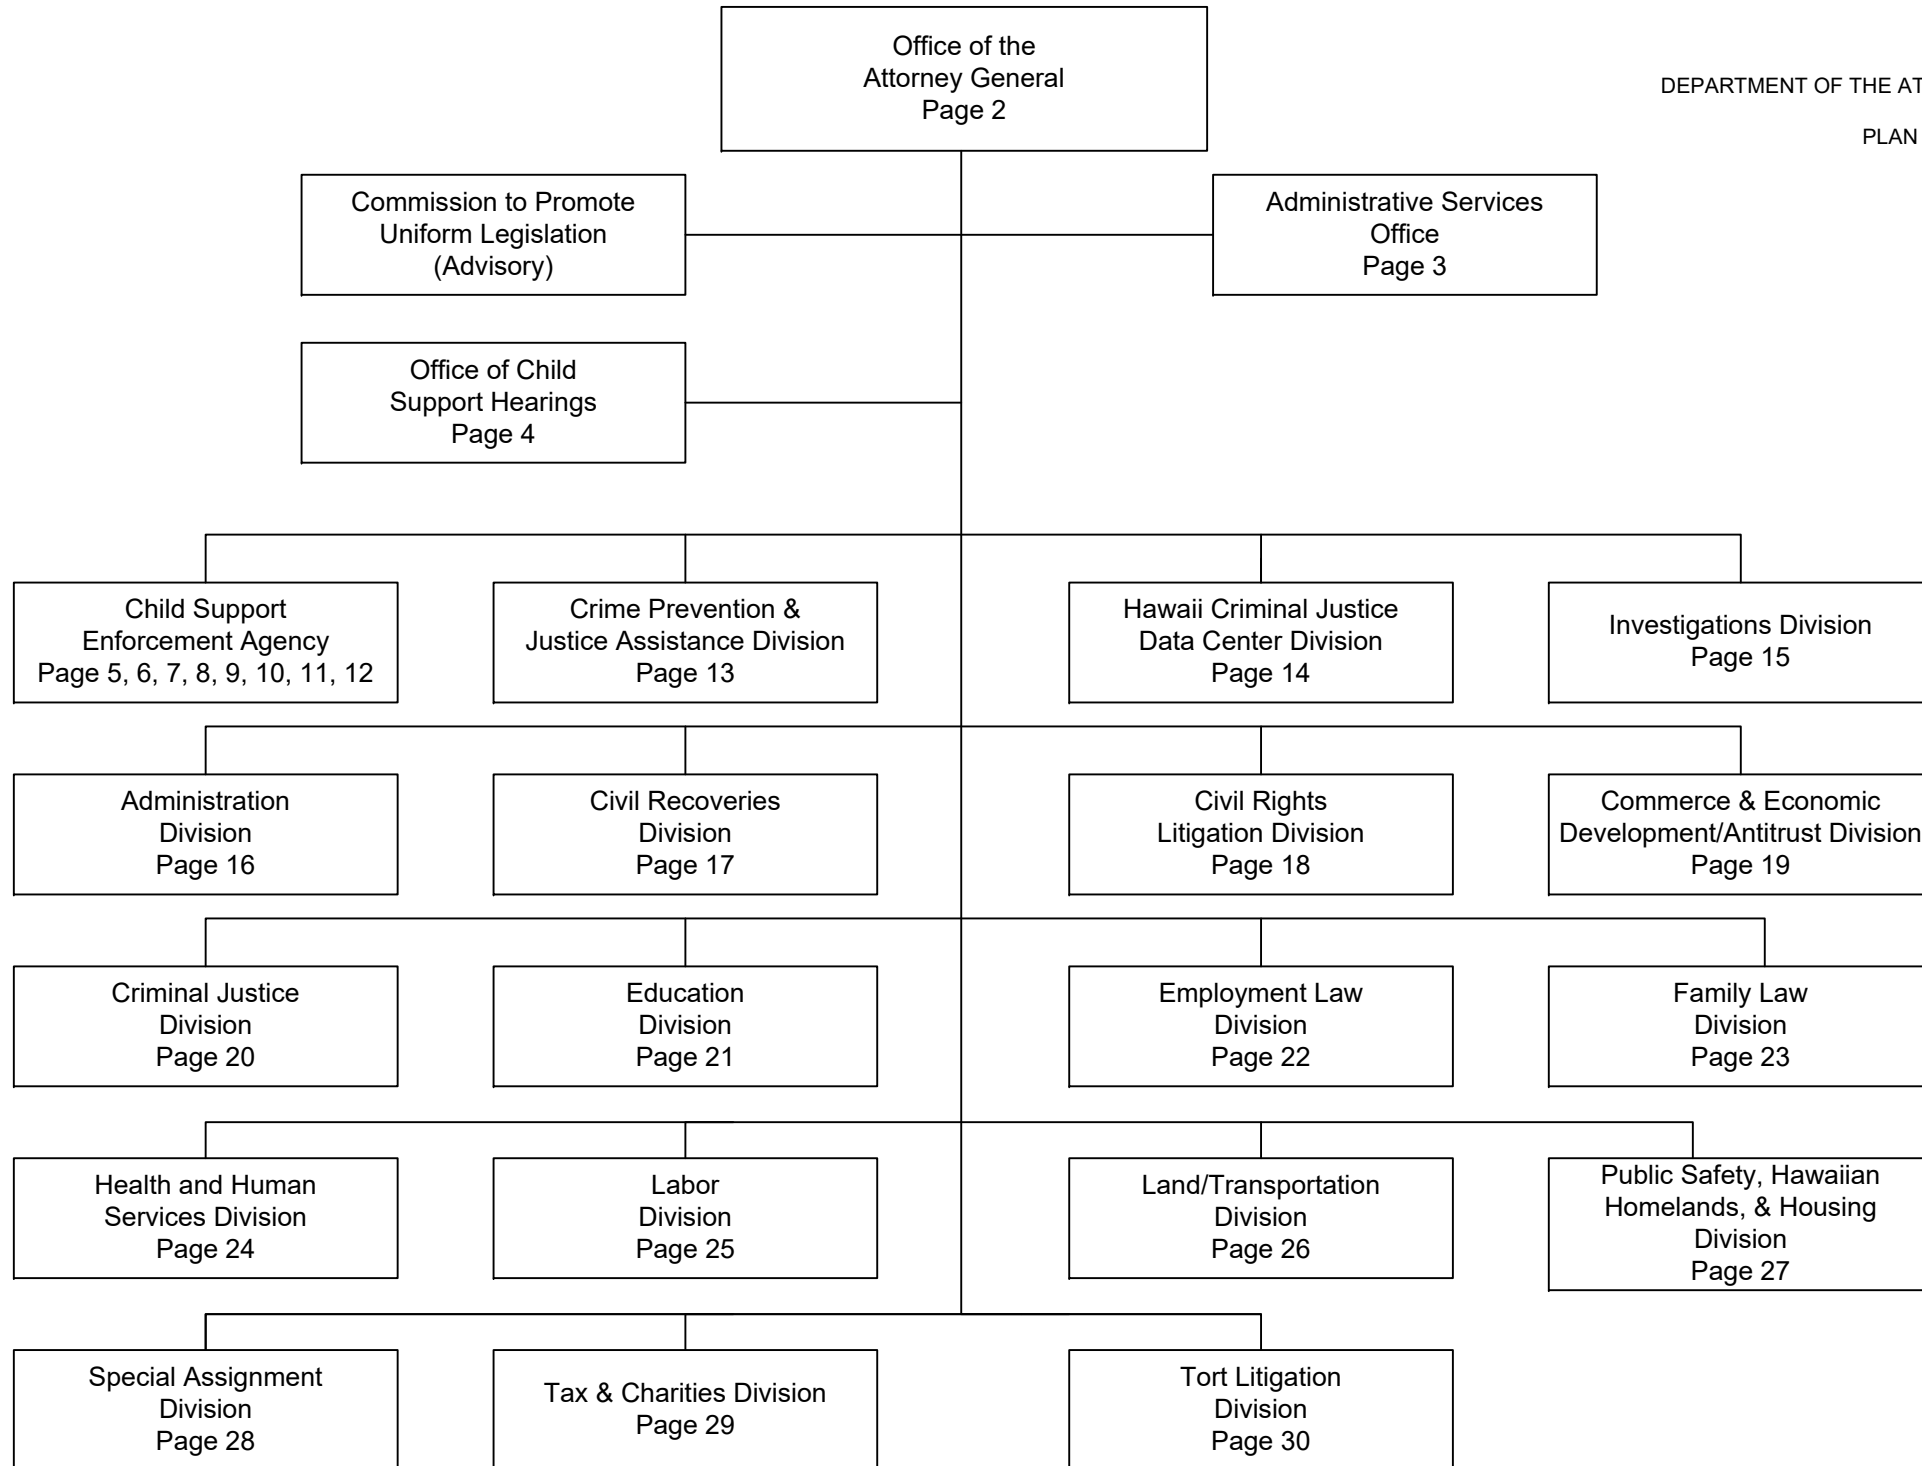 Office of the
Attorney General
Page 2
DEPARTMENT OF THE
PLAN
Commission to Promote
Uniform Legislation
(Advisory)
Administrative Services
Office
Page 3
Office of Child
Support Hearings
Page 4
Child Support
Enforcement Agency
Page 5, 6, 7, 8, 9, 10, 11, 12
Crime Prevention &
Justice Assistance Division
Page 13
Hawaii Criminal Justice
Data Center Division
Page 14
Investigations Division
Page 15
Administration
Division
Page 16
Civil Recoveries
Division
Page 17
Civil Rights
Litigation Division
Page 18
Commerce & Economic
Development/Antitrust Division
Page 19
Criminal Justice
Division
Page 20
Education
Division
Page 21
Employment Law
Division
Page 22
Family Law
Division
Page 23
Health and Human
Services Division
Page 24
Labor
Division
Page 25
Land/Transportation
Division
Page 26
Public Safety, Hawaiian
Homelands, & Housing
Division
Page 27
Special Assignment
Division
Page 28
Tax & Charities Division
Page 29
Tort Litigation
Division
Page 30